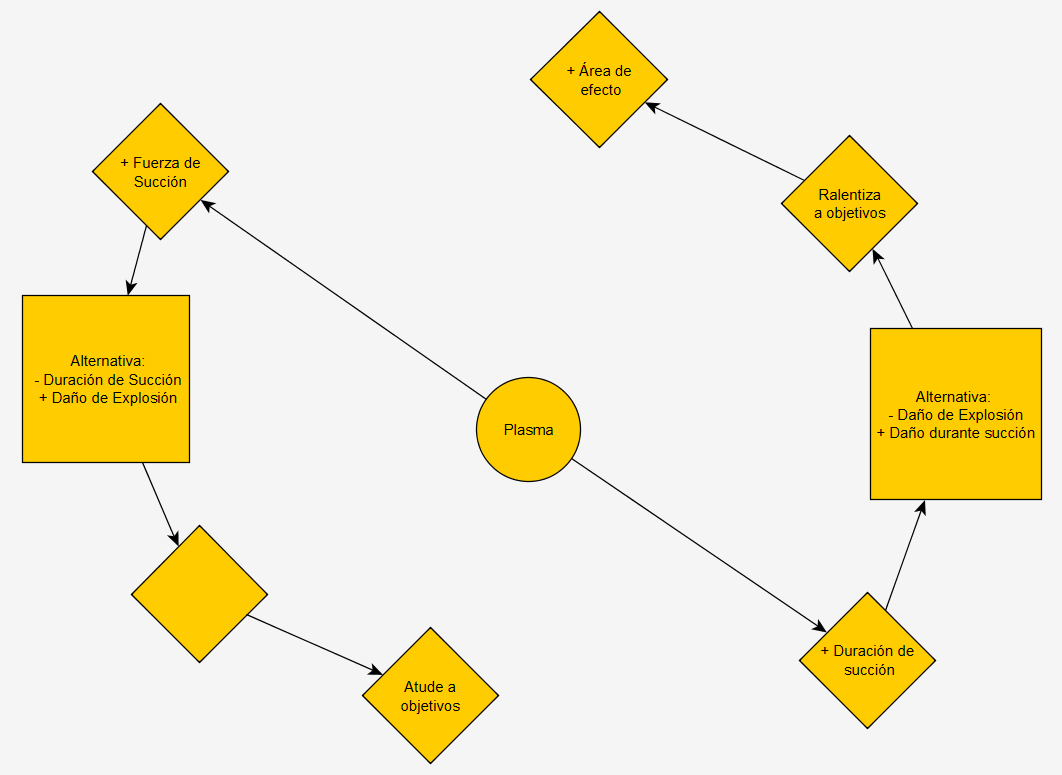 + Área de
efecto
+ Fuerza de
Succión
Ralentiza
a objetivos
Alternativa:
- Duración de Succión
+ Daño de Explosión
Plasma
Alternativa:
- Daño de Explosión
+ Daño durante succión
+ Duración de
succión
Atude a
objetivos